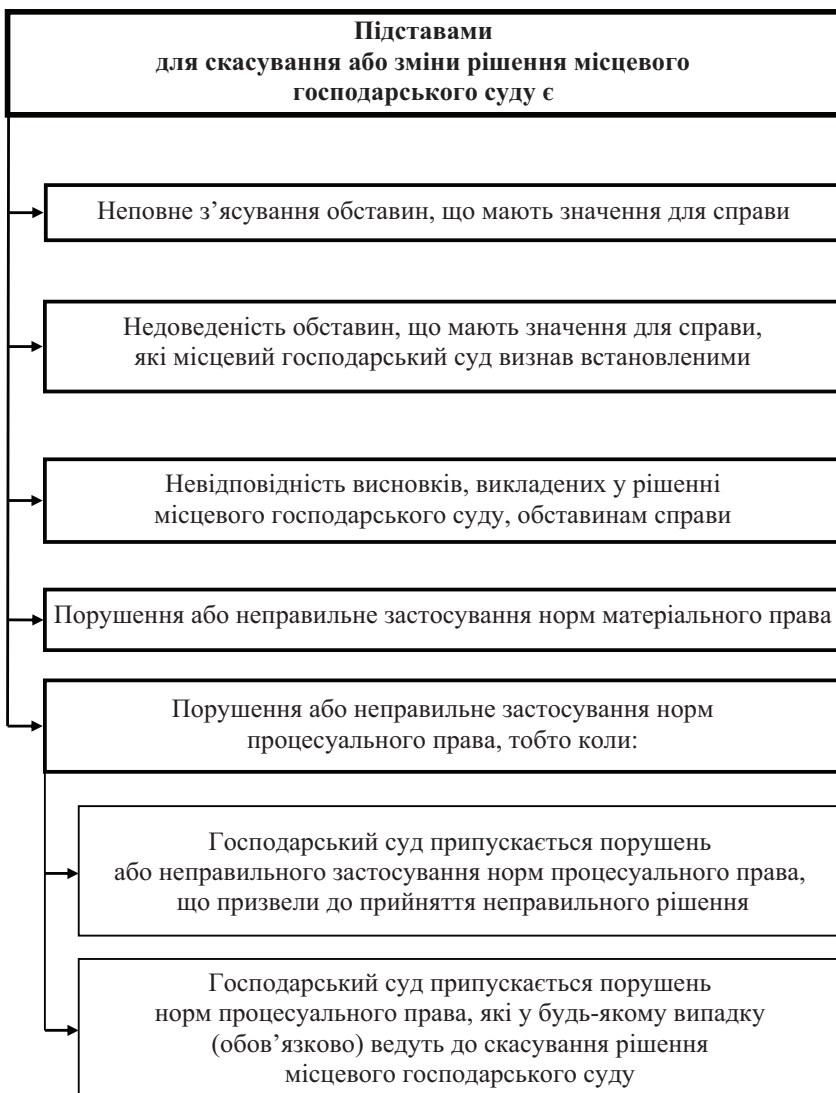 Підставами
для скасування або зміни рішення місцевого
господарського суду є
Неповне з’ясування обставин, що мають значення для справи
Недоведеність обставин, що мають значення для справи,
які місцевий господарський суд визнав встановленими
Невідповідність висновків, викладених у рішенні
місцевого господарського суду, обставинам справи
Порушення або неправильне застосування норм матеріального права
Порушення або неправильне застосування норм
процесуального права, тобто коли:
Господарський суд припускається порушень
або неправильного застосування норм процесуального права,
що призвели до прийняття неправильного рішення
Господарський суд припускається порушень
норм процесуального права, які у будь-якому випадку
(обов’язково) ведуть до скасування рішення
місцевого господарського суду